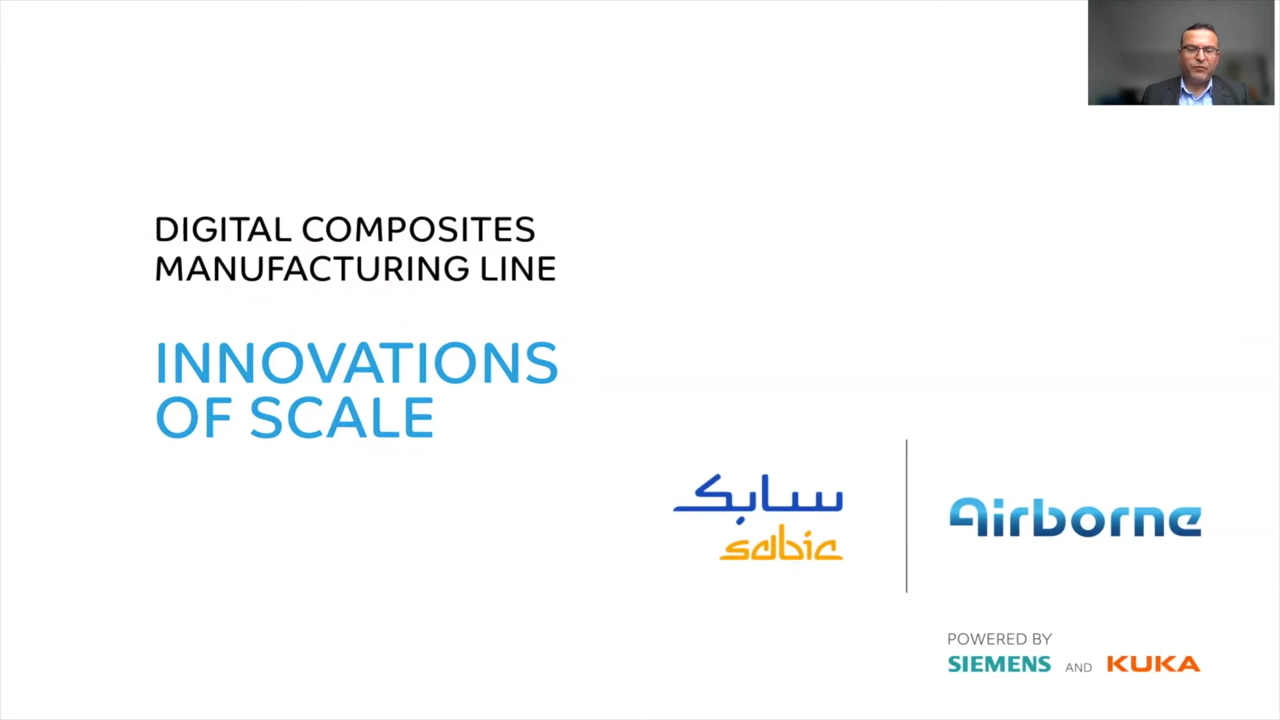 DIGITAL COMPOSITES
MANUFACTURING LINE
INNOVATIONS
OF SCALE
سابك
sabic
Airborne
POWERED BY
SIEMENS AND KUKA